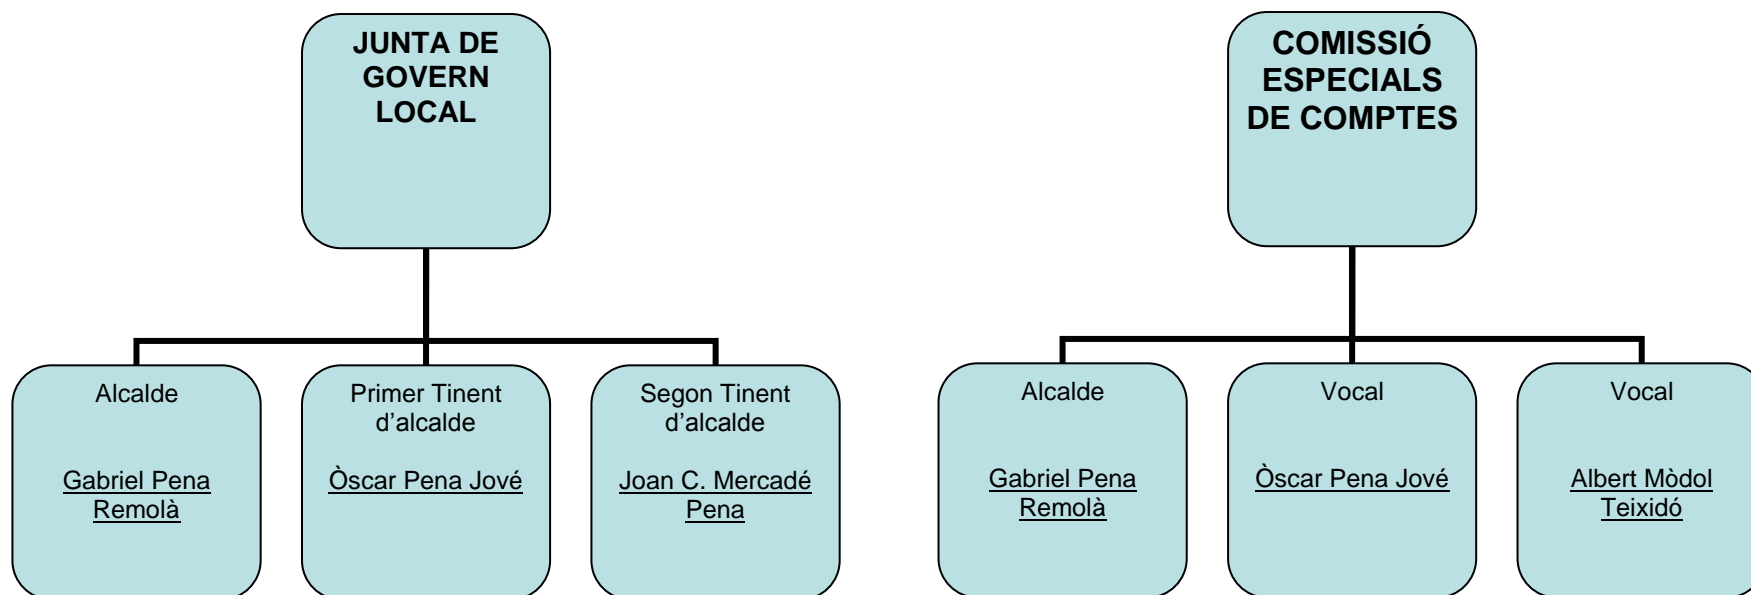 JUNTA DE
GOVERN
LOCAL
Alcalde
Gabriel Pena
Remolà
Primer Tinent
d’alcalde
Òscar Pena Jové
Segon Tinent
d’alcalde
Joan C. Mercadé
Pena
COMISSIÓ
ESPECIALS
DE COMPTES
Alcalde
Gabriel Pena
Remolà
Vocal
Òscar Pena Jové
Vocal
Albert Mòdol
Teixidó